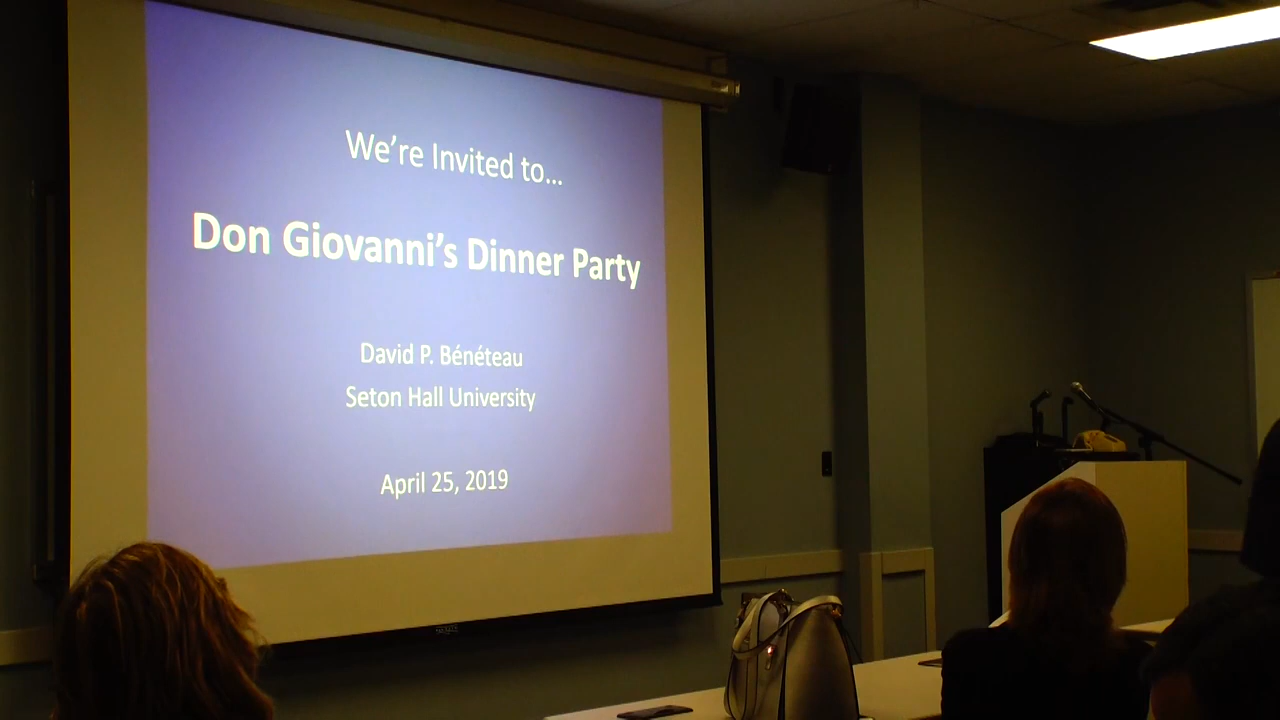 We're Invited to...
Don Giovanni's Dinner Party
David P. Bénéteau
Seton Hall University
April 25, 2019